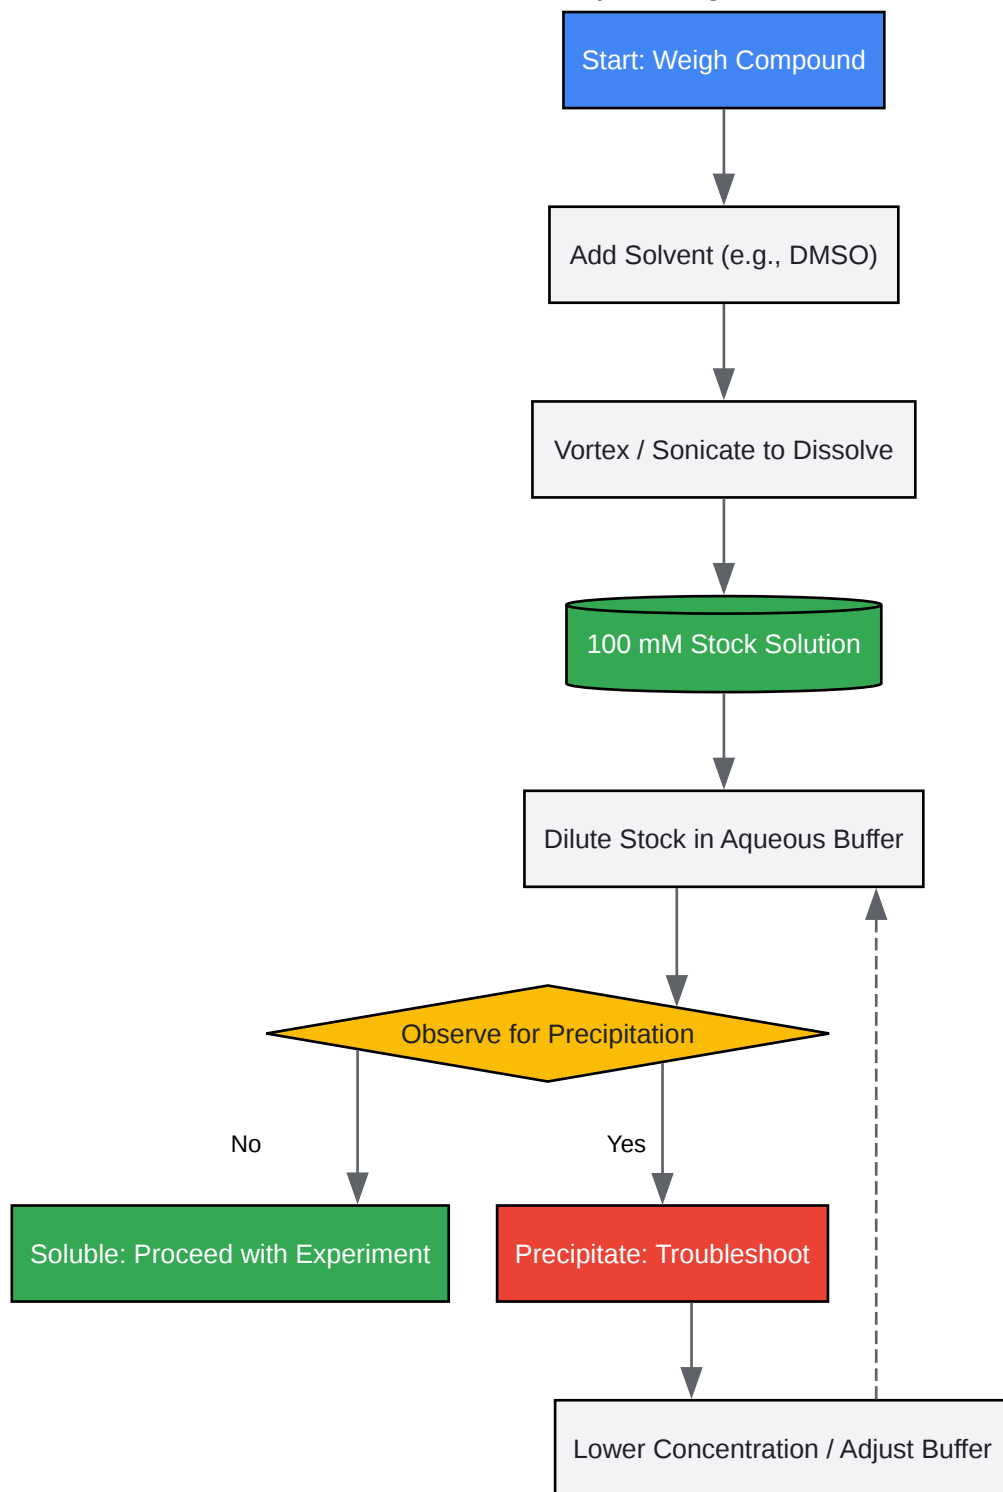 Start: Weigh Compound
Add Solvent (e.g., DMSO)
Vortex / Sonicate to Dissolve
100 mM Stock Solution
Dilute Stock in Aqueous Buffer
Observe for Precipitation
No
Yes
Soluble: Proceed with Experiment
Precipitate: Troubleshoot
Lower Concentration / Adjust Buffer